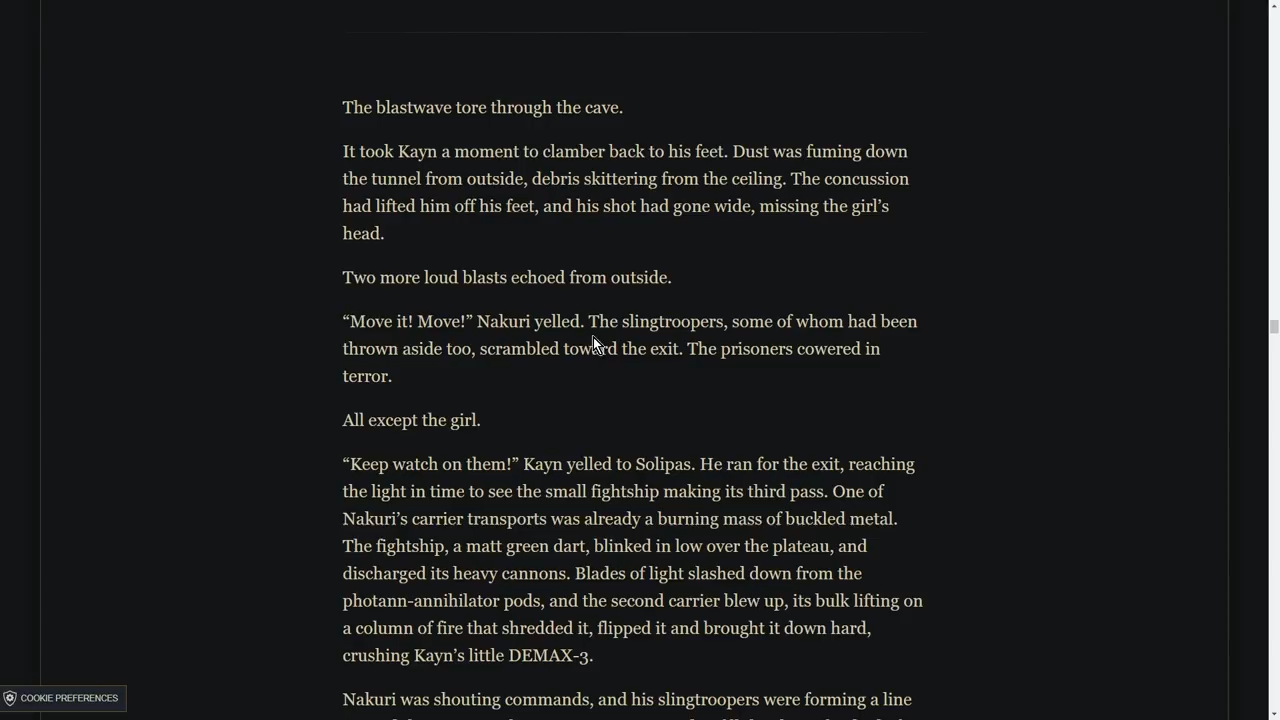 The blastwave tore through the cave.
It took Kayn a moment to clamber back to his feet. Dust was fuming down
the tunnel from outside, debris skittering from the ceiling. The concussion
had lifted him off his feet, and his shot had gone wide, missing the girl’s
head.
Two more loud blasts echoed from outside.
“Move it! Move!” Nakuri yelled. The slingtroopers, some of whom had been
thrown aside too, scrambled toward the exit. The prisoners cowered in
terror.
All except the girl.
“Keep watch on them!” Kayn yelled to Solipas. He ran for the exit, reaching
the light in time to see the small fightship making its third pass. One of
Nakuri’s carrier transports was already a burning mass of buckled metal.
The fightship, a matt green dart, blinked in low over the plateau, and
discharged its heavy cannons. Blades of light slashed down from the
photann-annihilator pods, and the second carrier blew up, its bulk lifting on
a column of fire that shredded it, flipped it and brought it down hard,
crushing Kayn’s little DEMAX-3.
COOKIE PREFERENCES
Nakuri was shouting commands, and his slingtroopers were forming a line